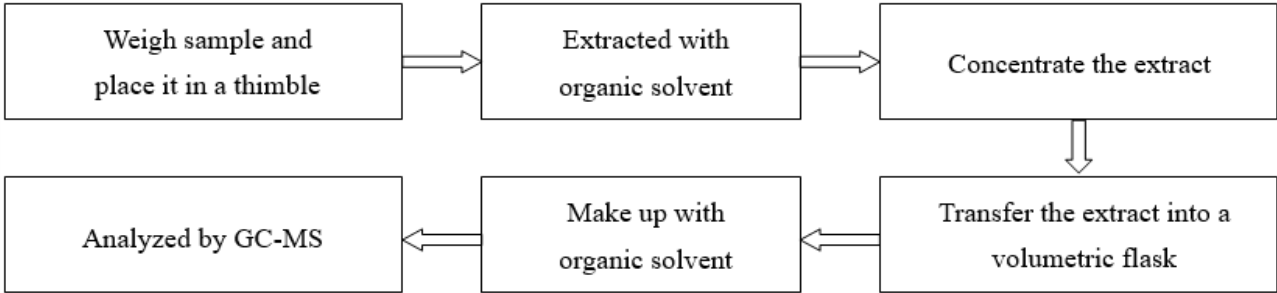 Weigh sample and
place it in a thimble
Extracted with
organic solvent
Concentrate the extract
Transfer the extract into a
volumetric flask
Make up with
organic solvent
Analyzed by GC-MS